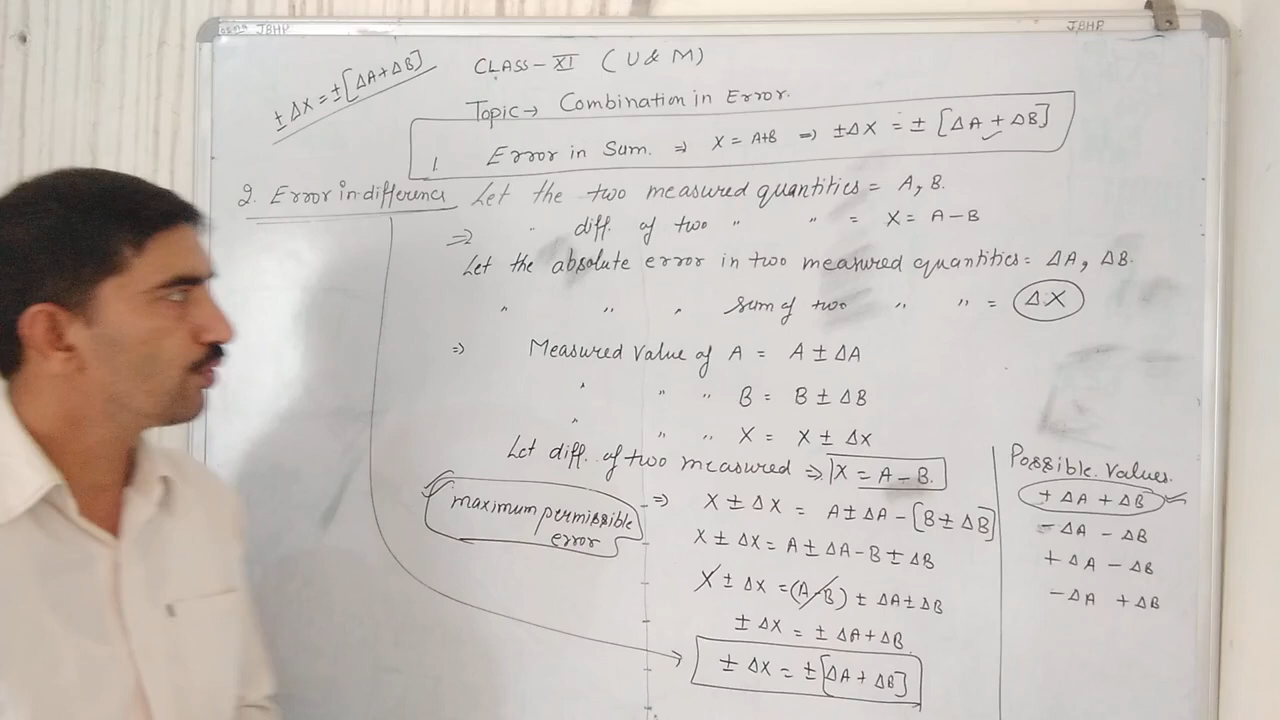 JBHP
JBHP
± ΔX = ±[ΔA+ΔB]
CLASS-XI (U & M)
Topic → Combination in Error.
1. Error in Sum. ⇒ X = A+B ⇒ ±ΔX = ± [ΔA + ΔB]
2. Error in difference Let the two measured quantities = A, B.
⇒ " diff. of two " " = X = A - B
Let the absolute error in two measured quantities = ΔA, ΔB.
" " " sum of two " " = ΔX
⇒ Measured Value of A = A ± ΔA
" " " B = B ± ΔB
" " " X = X ± Δx
Let diff. of two measured ⇒ X = A - B.
maximum permissible
error
⇒ X ± ΔX = A ± ΔA - [B ± ΔB]
X ± ΔX = A ± ΔA - B ± ΔB
X ± ΔX = (A-B) ± ΔA ± ΔB
± ΔX = ± ΔA + ΔB
± ΔX = ± [ΔA + ΔB]
Possible Values.
+ ΔA + ΔB
- ΔA - ΔB
+ ΔA - ΔB
- ΔA + ΔB